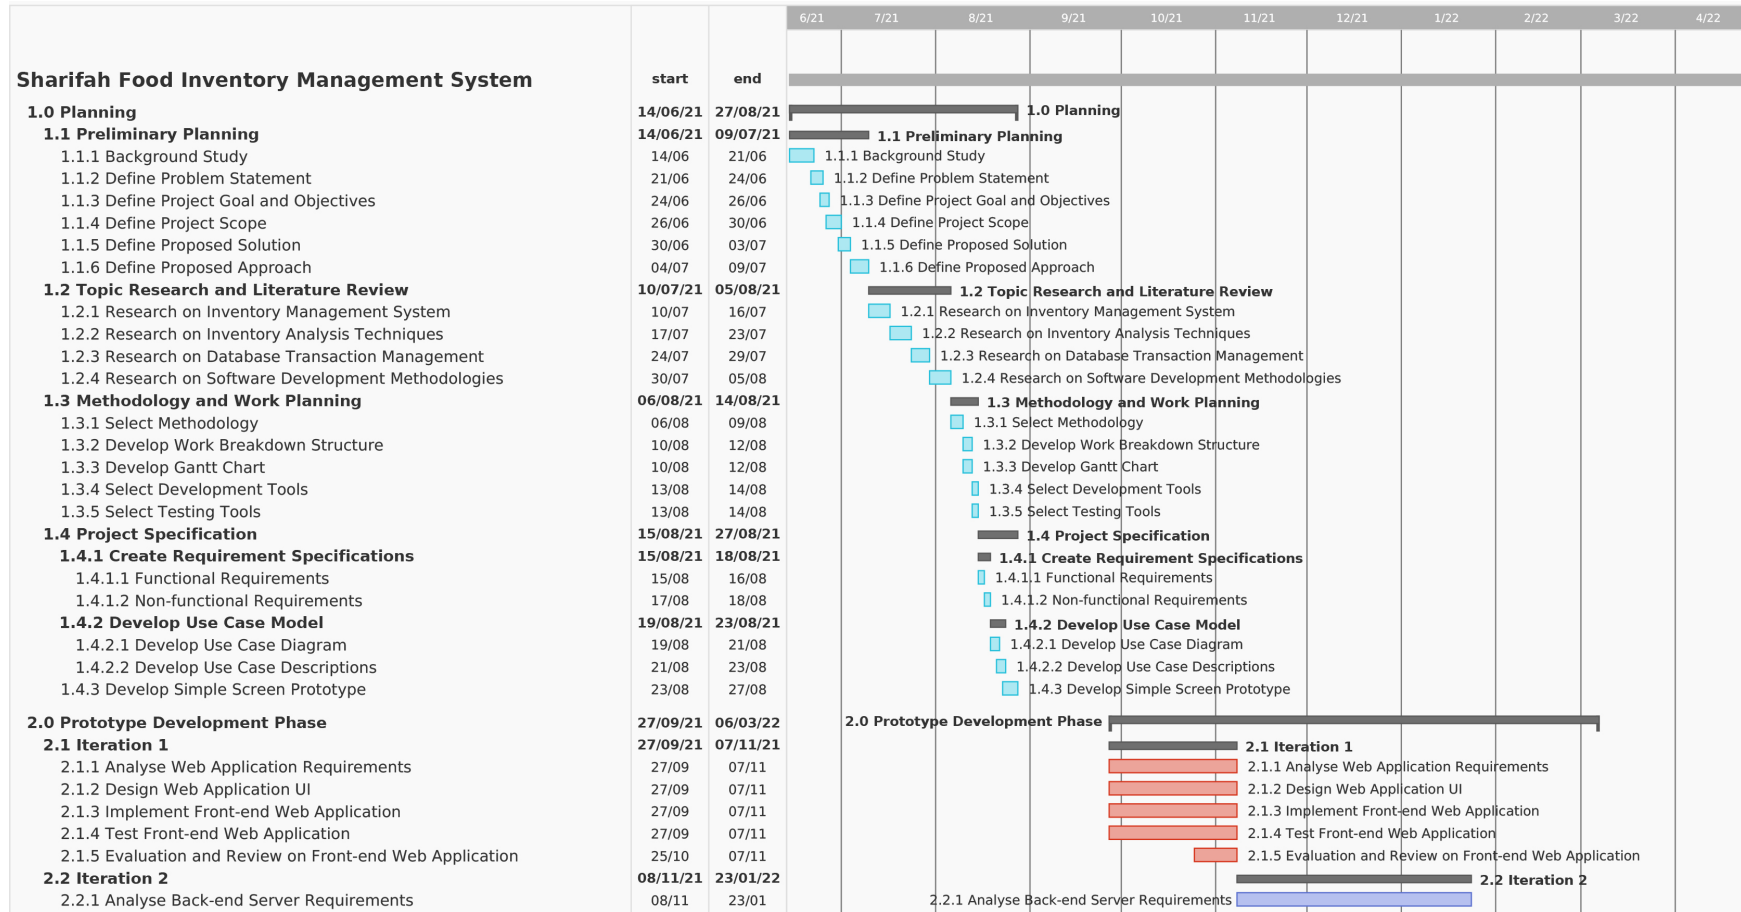 6/21 7/21 8/21 9/21 10/21 11/21 12/21 1/22 2/22 3/22 4/22
Sharifah Food Inventory Management System start end
1.0 Planning 14/06/21 27/08/21 1.0 Planning
1.1 Preliminary Planning 14/06/21 09/07/21 1.1 Preliminary Planning
1.1.1 Background Study 14/06 21/06 1.1.1 Background Study
1.1.2 Define Problem Statement 21/06 24/06 1.1.2 Define Problem Statement
1.1.3 Define Project Goal and Objectives 24/06 26/06 1.1.3 Define Project Goal and Objectives
1.1.4 Define Project Scope 26/06 30/06 1.1.4 Define Project Scope
1.1.5 Define Proposed Solution 30/06 03/07 1.1.5 Define Proposed Solution
1.1.6 Define Proposed Approach 04/07 09/07 1.1.6 Define Proposed Approach
1.2 Topic Research and Literature Review 10/07/21 05/08/21 1.2 Topic Research and Literature Review
1.2.1 Research on Inventory Management System 10/07 16/07 1.2.1 Research on Inventory Management System
1.2.2 Research on Inventory Analysis Techniques 17/07 23/07 1.2.2 Research on Inventory Analysis Techniques
1.2.3 Research on Database Transaction Management 24/07 29/07 1.2.3 Research on Database Transaction Management
1.2.4 Research on Software Development Methodologies 30/07 05/08 1.2.4 Research on Software Development Methodologies
1.3 Methodology and Work Planning 06/08/21 14/08/21 1.3 Methodology and Work Planning
1.3.1 Select Methodology 06/08 09/08 1.3.1 Select Methodology
1.3.2 Develop Work Breakdown Structure 10/08 12/08 1.3.2 Develop Work Breakdown Structure
1.3.3 Develop Gantt Chart 10/08 12/08 1.3.3 Develop Gantt Chart
1.3.4 Select Development Tools 13/08 14/08 1.3.4 Select Development Tools
1.3.5 Select Testing Tools 13/08 14/08 1.3.5 Select Testing Tools
1.4 Project Specification 15/08/21 27/08/21 1.4 Project Specification
1.4.1 Create Requirement Specifications 15/08/21 18/08/21 1.4.1 Create Requirement Specifications
1.4.1.1 Functional Requirements 15/08 16/08 1.4.1.1 Functional Requirements
1.4.1.2 Non-functional Requirements 17/08 18/08 1.4.1.2 Non-functional Requirements
1.4.2 Develop Use Case Model 19/08/21 23/08/21 1.4.2 Develop Use Case Model
1.4.2.1 Develop Use Case Diagram 19/08 21/08 1.4.2.1 Develop Use Case Diagram
1.4.2.2 Develop Use Case Descriptions 21/08 23/08 1.4.2.2 Develop Use Case Descriptions
1.4.3 Develop Simple Screen Prototype 23/08 27/08 1.4.3 Develop Simple Screen Prototype
2.0 Prototype Development Phase 27/09/21 06/03/22 2.0 Prototype Development Phase
2.1 Iteration 1 27/09/21 07/11/21 2.1 Iteration 1
2.1.1 Analyse Web Application Requirements 27/09 07/11 2.1.1 Analyse Web Application Requirements
2.1.2 Design Web Application UI 27/09 07/11 2.1.2 Design Web Application UI
2.1.3 Implement Front-end Web Application 27/09 07/11 2.1.3 Implement Front-end Web Application
2.1.4 Test Front-end Web Application 27/09 07/11 2.1.4 Test Front-end Web Application
2.1.5 Evaluation and Review on Front-end Web Application 25/10 07/11 2.1.5 Evaluation and Review on Front-end Web Application
2.2 Iteration 2 08/11/21 23/01/22 2.2 Iteration 2
2.2.1 Analyse Back-end Server Requirements 08/11 23/01 2.2.1 Analyse Back-end Server Requirements